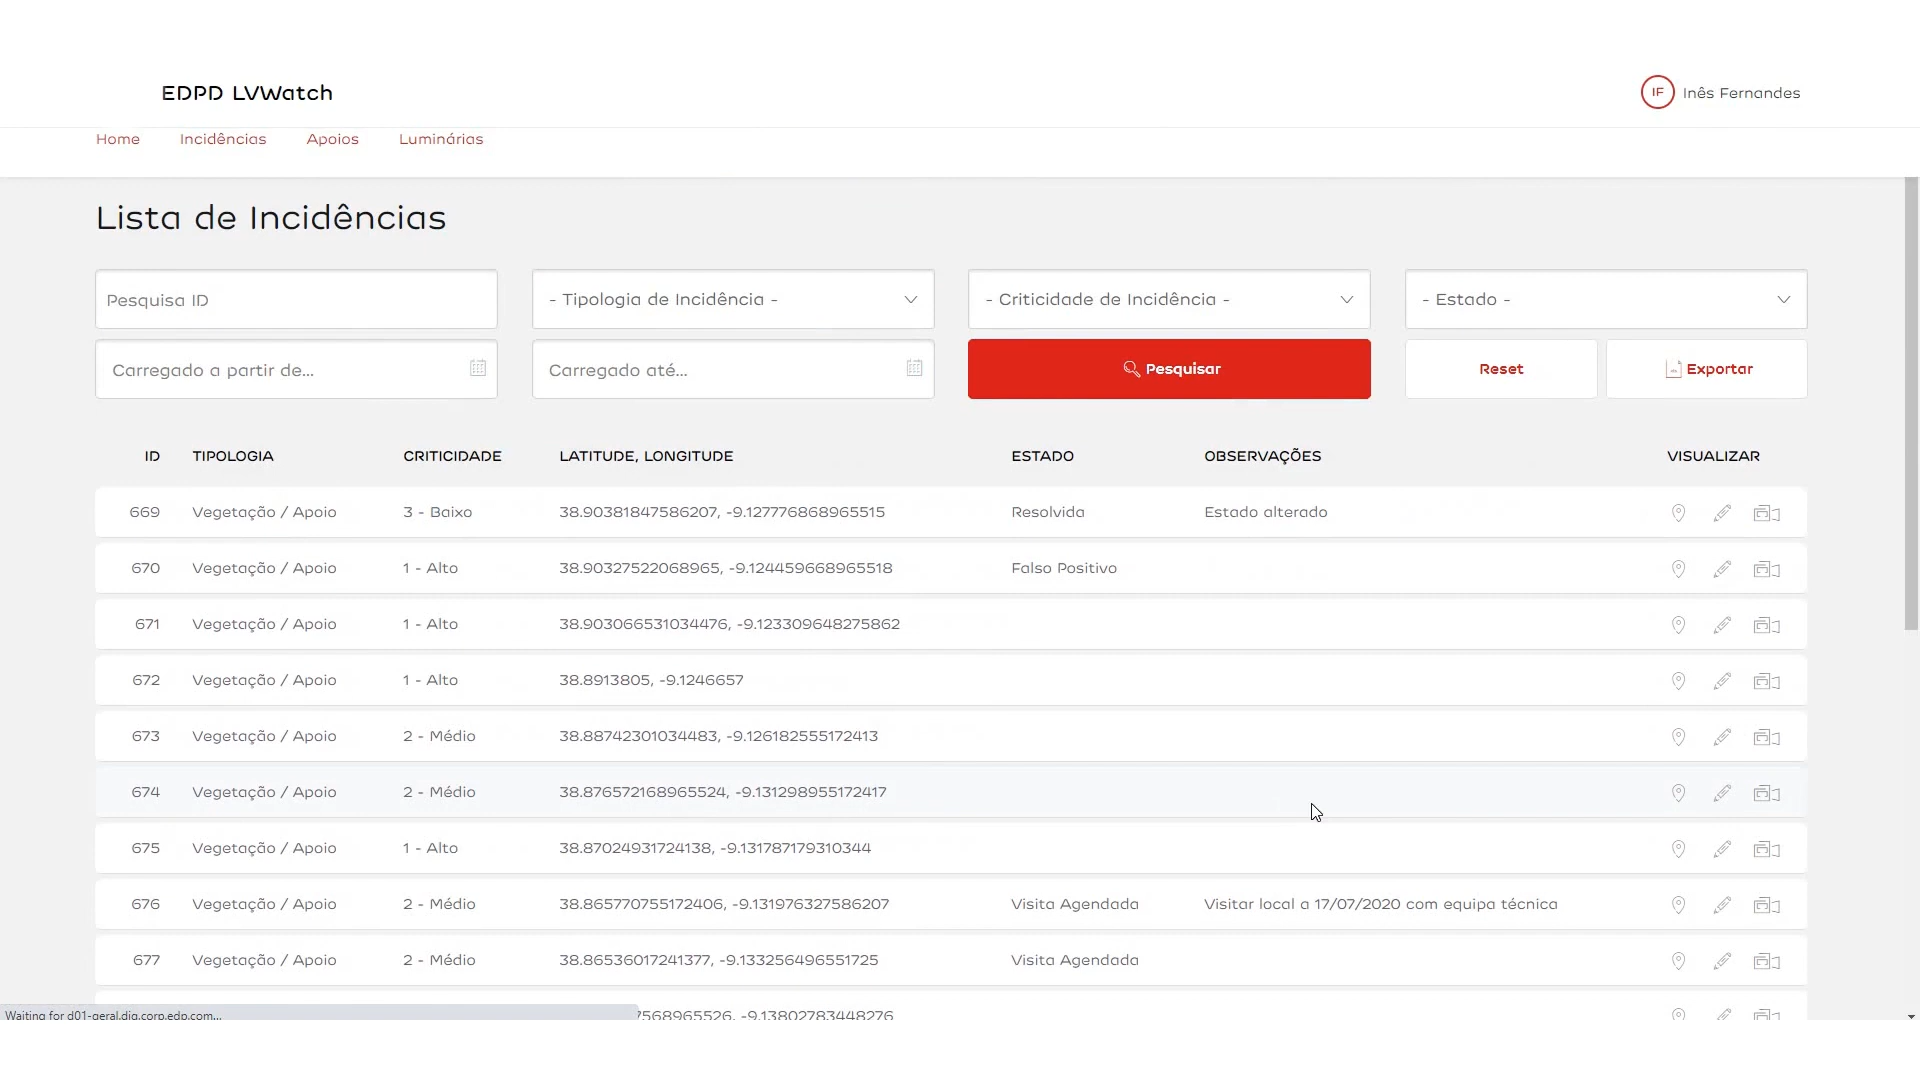 EDPD LVWatch
IF Inês Fernandes
Home Incidências Apoios Luminárias
Lista de Incidências
Pesquisa ID - Tipologia de Incidência - - Criticidade de Incidência - - Estado -
Carregado a partir de... Carregado até... Pesquisar Reset Exportar
ID TIPOLOGIA CRITICIDADE LATITUDE, LONGITUDE ESTADO OBSERVAÇÕES VISUALIZAR
669 Vegetação / Apoio 3 - Baixo 38.90381847586207, -9.127776868965515 Resolvida Estado alterado
670 Vegetação / Apoio 1 - Alto 38.90327522068965, -9.124459668965518 Falso Positivo
671 Vegetação / Apoio 1 - Alto 38.903066531034476, -9.123309648275862
672 Vegetação / Apoio 1 - Alto 38.8913805, -9.1246657
673 Vegetação / Apoio 2 - Médio 38.88742301034483, -9.126182555172413
674 Vegetação / Apoio 2 - Médio 38.876572168965524, -9.131298955172417
675 Vegetação / Apoio 1 - Alto 38.87024931724138, -9.131787179310344
676 Vegetação / Apoio 2 - Médio 38.865770755172406, -9.131976327586207 Visita Agendada Visitar local a 17/07/2020 com equipa técnica
677 Vegetação / Apoio 2 - Médio 38.86536017241377, -9.133256496551725 Visita Agendada
Waiting for d01-geral.dig.corp.edp.com... 7568965526, -9.13802783448276